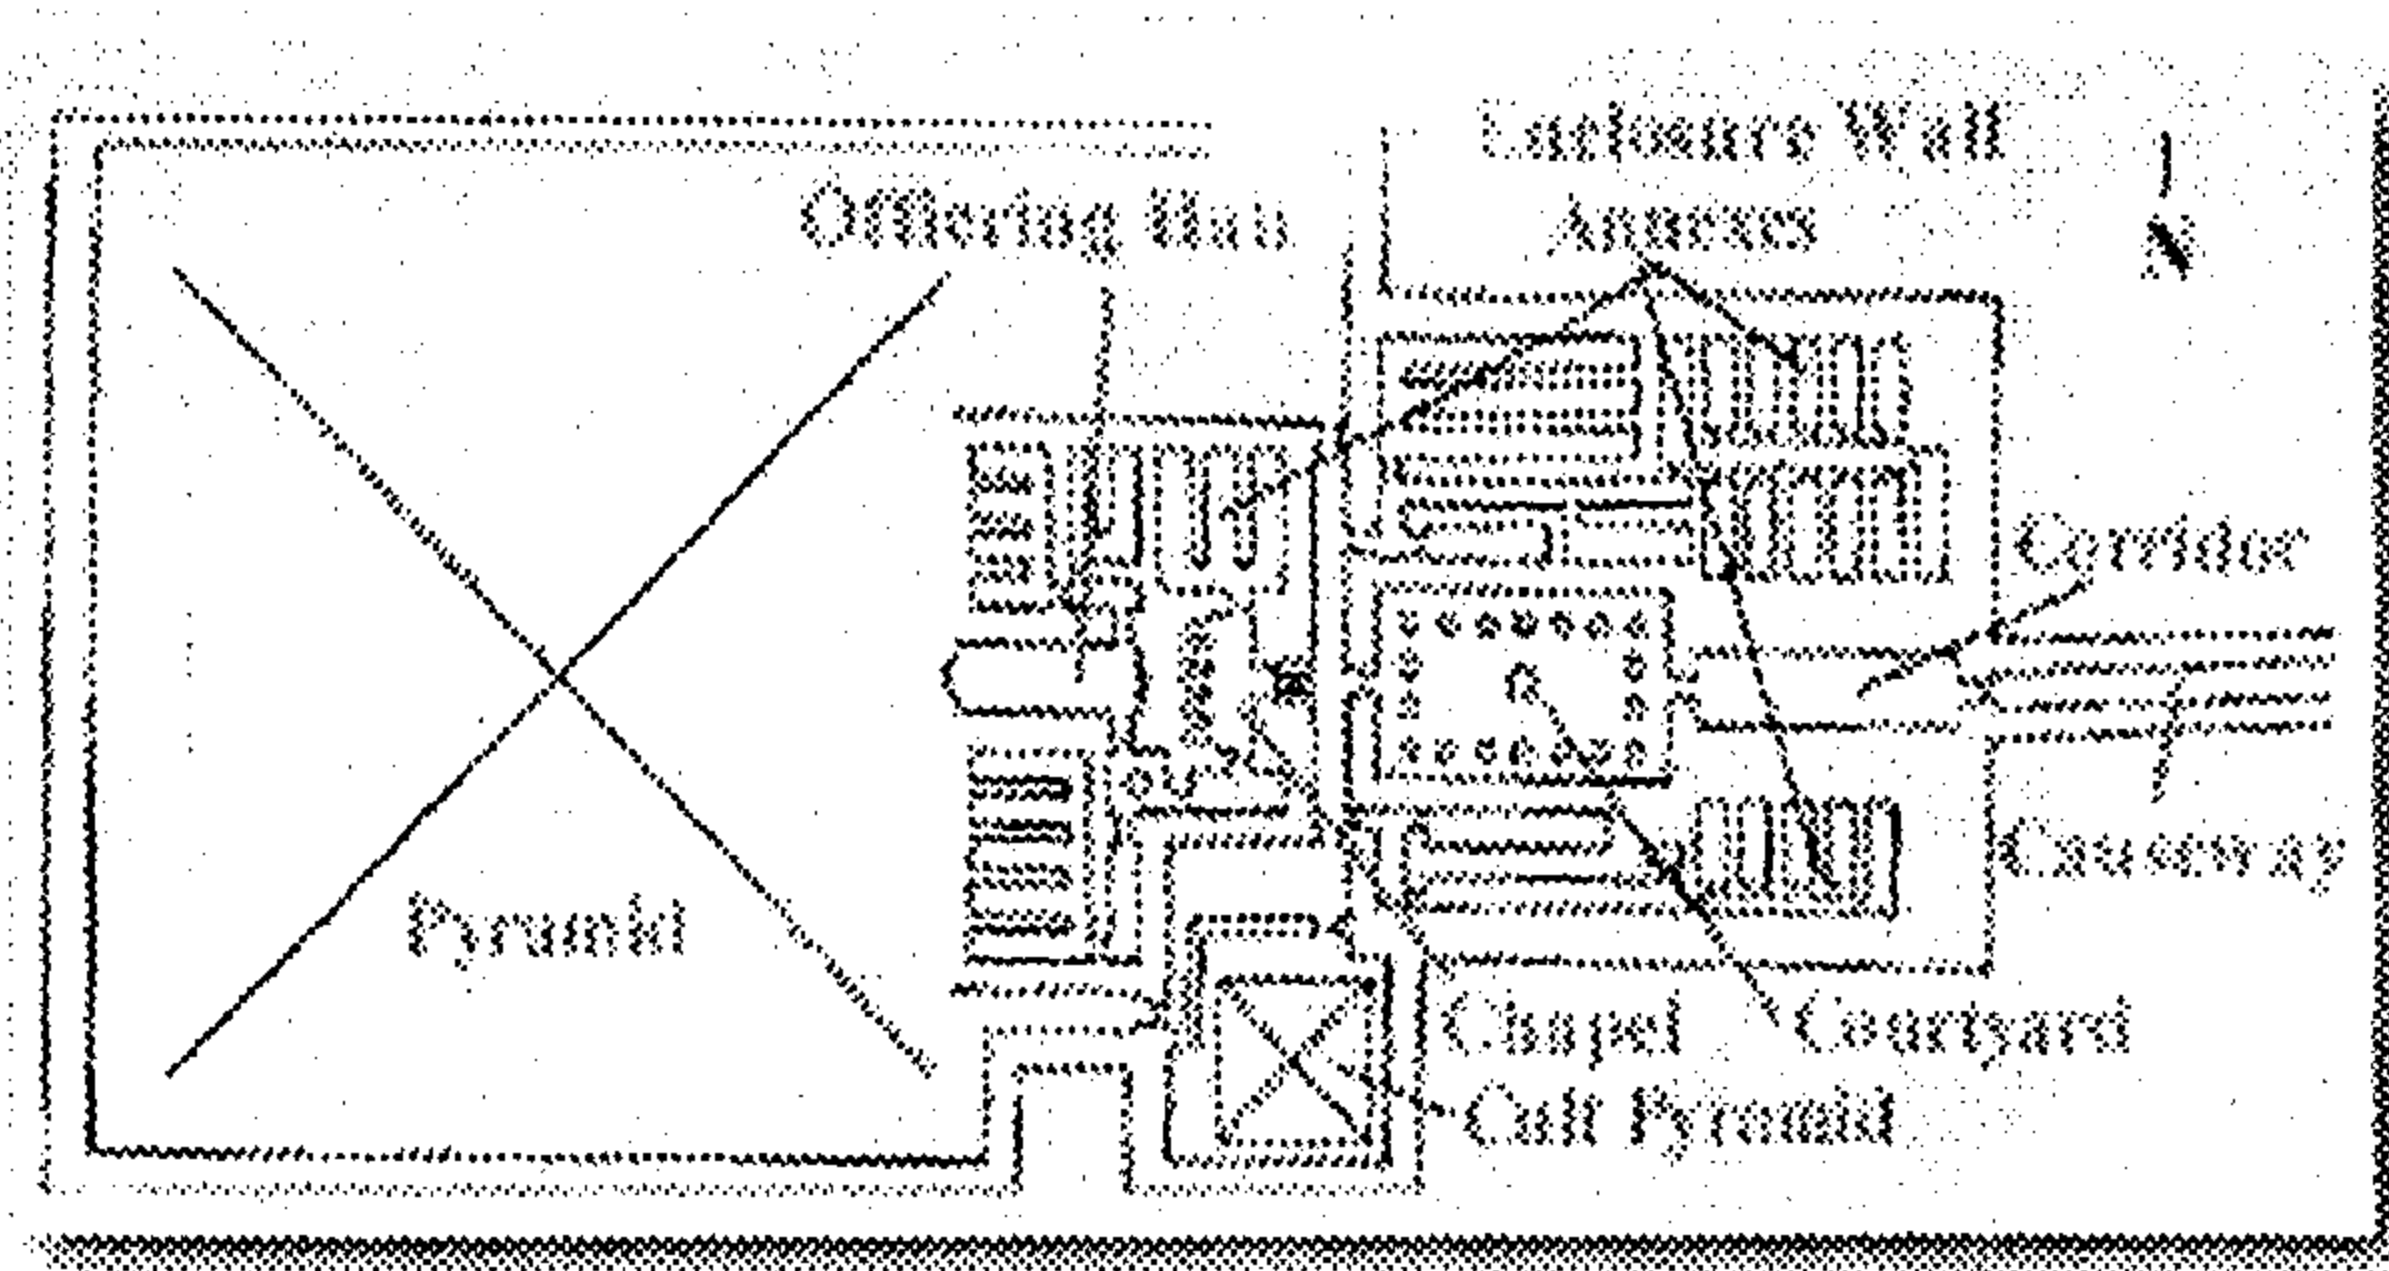 Enclosure Wall
Offering Hall
Annexes
N
Corridor
Causeway
Pyramid
Chapel
Courtyard
Cult Pyramid